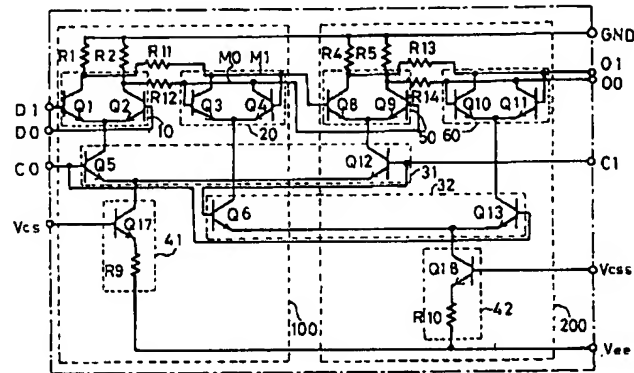 R1 R2 R11 M0 M1 R4 R5 R13 GND
O1
O0
R12 R14
D1 Q1 Q2 Q3 Q4 Q8 Q9 Q10 Q11
D0 10 20 50 60
C0 Q5 Q12 C1
31
32
Q6 Q13
Vcs Q17
41
R9 Q18 Vcss
R10 42
100 200
Vee